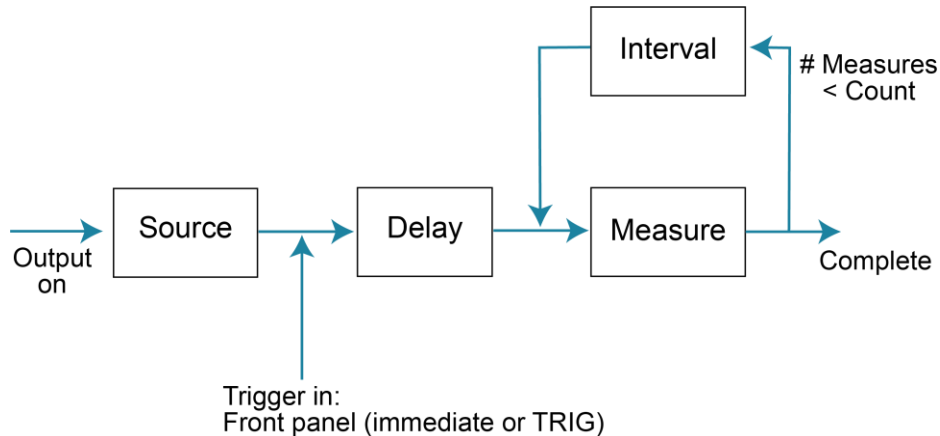 Interval
# Measures
< Count
Source
Delay
Measure
Output
on
Complete
Trigger in:
Front panel (immediate or TRIG)